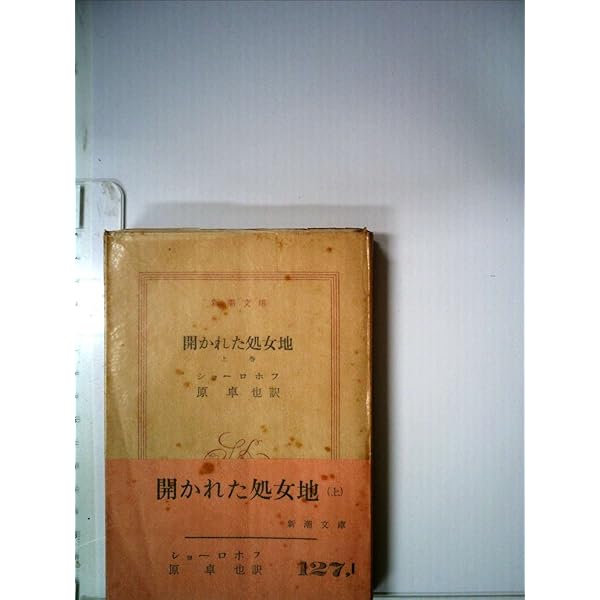 新潮文庫
開かれた処女地
上巻
ショーロホフ
原 卓也訳
開かれた処女地 (上)
新潮文庫
ショーロホフ
原 卓也訳
127,1